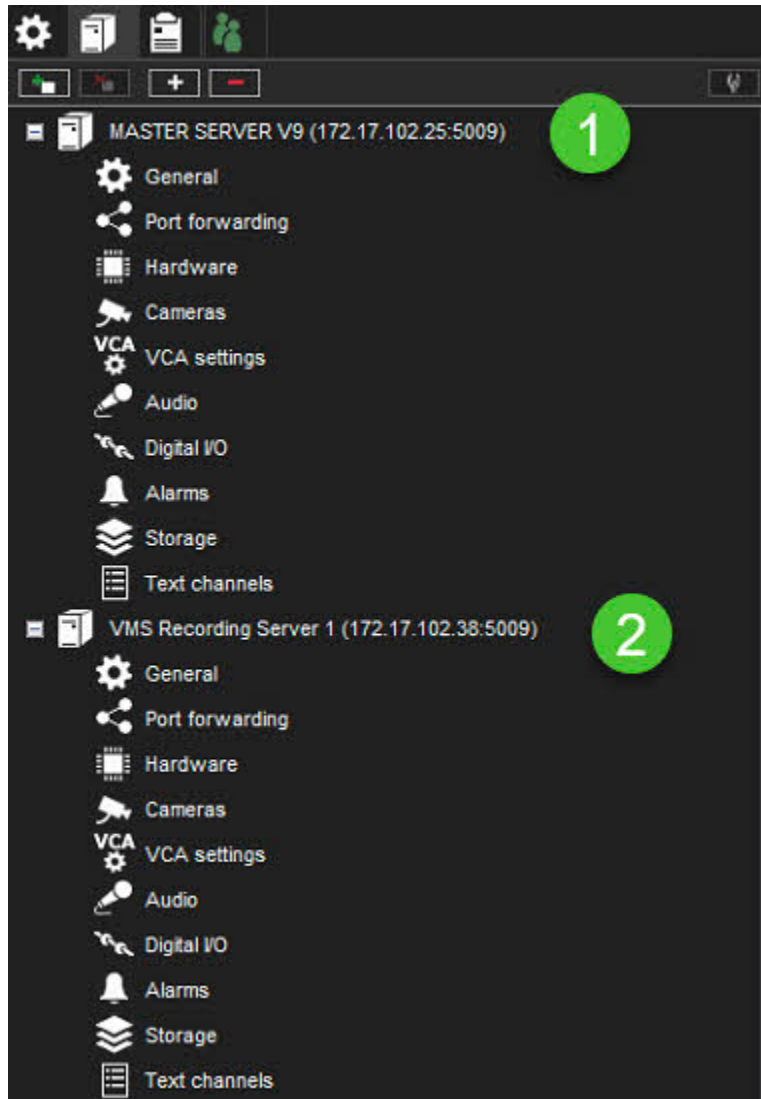 MASTER SERVER V9 (172.17.102.25:5009)
1
General
Port forwarding
Hardware
Cameras
VCA
VCA settings
Audio
Digital I/O
Alarms
Storage
Text channels
VMS Recording Server 1 (172.17.102.38:5009)
2
General
Port forwarding
Hardware
Cameras
VCA
VCA settings
Audio
Digital I/O
Alarms
Storage
Text channels